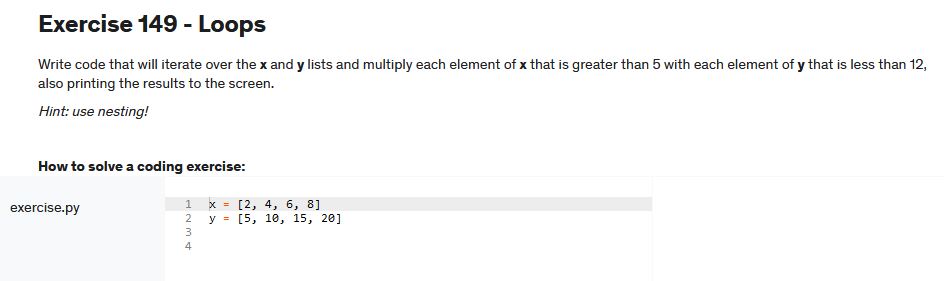 Exercise 149 - Loops
Write code that will iterate over the x and y lists and multiply each element of x that is greater than 5 with each element of y that is less than 12,
also printing the results to the screen.
Hint: use nesting!
How to solve a coding exercise:
exercise.py
1 x = [2, 4, 6, 8]
2 y = [5, 10, 15, 20]
3
4